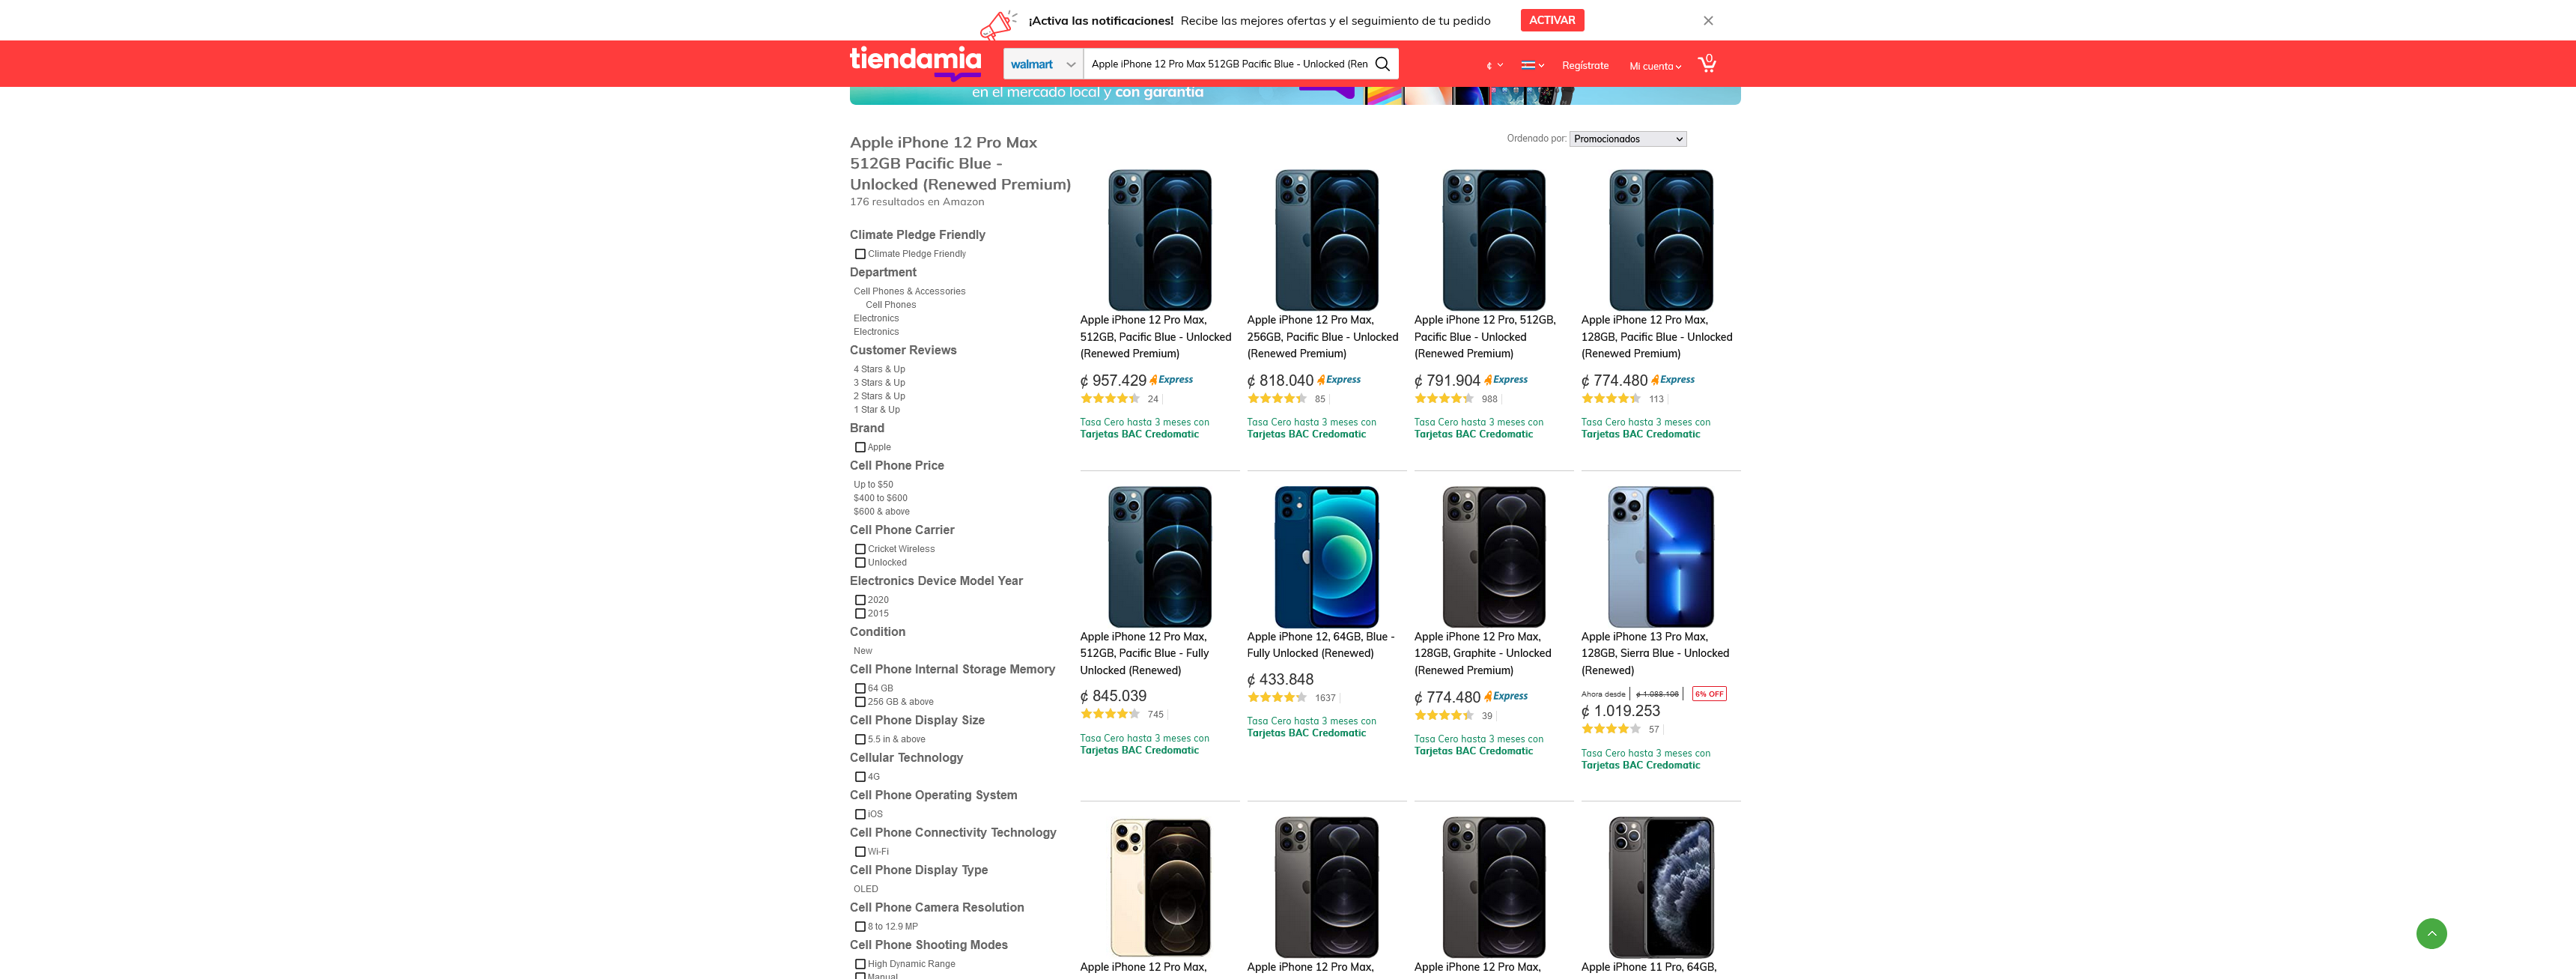 ¡Activa las notificaciones! Recibe las mejores ofertas y el seguimiento de tu pedido ACTIVAR
tiendamia
walmart
Apple iPhone 12 Pro Max 512GB Pacific Blue - Unlocked (Ren
¢
Regístrate
Mi cuenta
0
en el mercado local y con garantía
Apple iPhone 12 Pro Max
512GB Pacific Blue -
Unlocked (Renewed Premium)
176 resultados en Amazon
Climate Pledge Friendly
Climate Pledge Friendly
Department
Cell Phones & Accessories
Cell Phones
Electronics
Electronics
Customer Reviews
4 Stars & Up
3 Stars & Up
2 Stars & Up
1 Star & Up
Brand
Apple
Cell Phone Price
Up to $50
$400 to $600
$600 & above
Cell Phone Carrier
Cricket Wireless
Unlocked
Electronics Device Model Year
2020
2015
Condition
New
Cell Phone Internal Storage Memory
64 GB
256 GB & above
Cell Phone Display Size
5.5 in & above
Cellular Technology
4G
Cell Phone Operating System
iOS
Cell Phone Connectivity Technology
Wi-Fi
Cell Phone Display Type
OLED
Cell Phone Camera Resolution
8 to 12.9 MP
Cell Phone Shooting Modes
High Dynamic Range
Manual
Ordenado por: Promocionados
Apple iPhone 12 Pro Max,
512GB, Pacific Blue - Unlocked
(Renewed Premium)
¢ 957.429 Express
24
Tasa Cero hasta 3 meses con
Tarjetas BAC Credomatic
Apple iPhone 12 Pro Max,
256GB, Pacific Blue - Unlocked
(Renewed Premium)
¢ 818.040 Express
85
Tasa Cero hasta 3 meses con
Tarjetas BAC Credomatic
Apple iPhone 12 Pro, 512GB,
Pacific Blue - Unlocked
(Renewed Premium)
¢ 791.904 Express
988
Tasa Cero hasta 3 meses con
Tarjetas BAC Credomatic
Apple iPhone 12 Pro Max,
128GB, Pacific Blue - Unlocked
(Renewed Premium)
¢ 774.480 Express
113
Tasa Cero hasta 3 meses con
Tarjetas BAC Credomatic
Apple iPhone 12 Pro Max,
512GB, Pacific Blue - Fully
Unlocked (Renewed)
¢ 845.039
745
Tasa Cero hasta 3 meses con
Tarjetas BAC Credomatic
Apple iPhone 12, 64GB, Blue -
Fully Unlocked (Renewed)
¢ 433.848
1637
Tasa Cero hasta 3 meses con
Tarjetas BAC Credomatic
Apple iPhone 12 Pro Max,
128GB, Graphite - Unlocked
(Renewed Premium)
¢ 774.480 Express
39
Tasa Cero hasta 3 meses con
Tarjetas BAC Credomatic
Apple iPhone 13 Pro Max,
128GB, Sierra Blue - Unlocked
(Renewed)
Ahora desde ¢ 1.088.106 6% OFF
¢ 1.019.253
57
Tasa Cero hasta 3 meses con
Tarjetas BAC Credomatic
Apple iPhone 12 Pro Max,
Apple iPhone 12 Pro Max,
Apple iPhone 12 Pro Max,
Apple iPhone 11 Pro, 64GB,